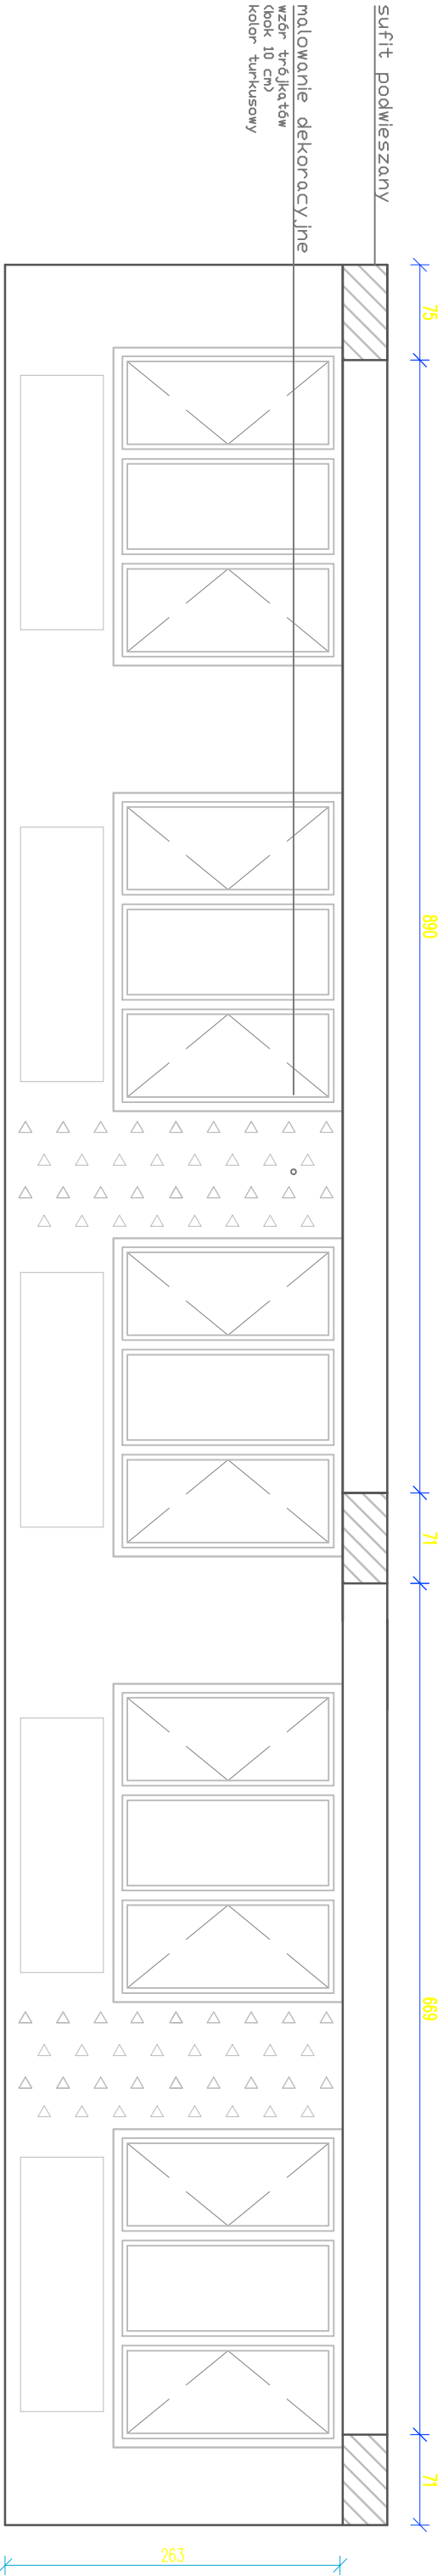 sufit podwieszany
malowanie dekoracyjne
wzór trójkątów
(bok 10 cm)
kolor turkusowy
75
890
71
669
71
263